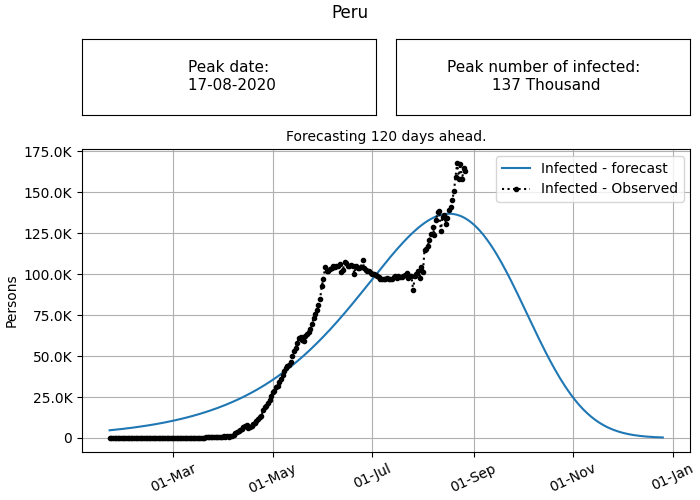 Peru
Peak date:
17-08-2020
Peak number of infected:
137 Thousand
Forecasting 120 days ahead.
175.0K
150.0K
125.0K
100.0K
75.0K
50.0K
25.0K
0
Persons
Infected - forecast
Infected - Observed
01-Mar
01-May
01-Jul
01-Sep
01-Nov
01-Jan